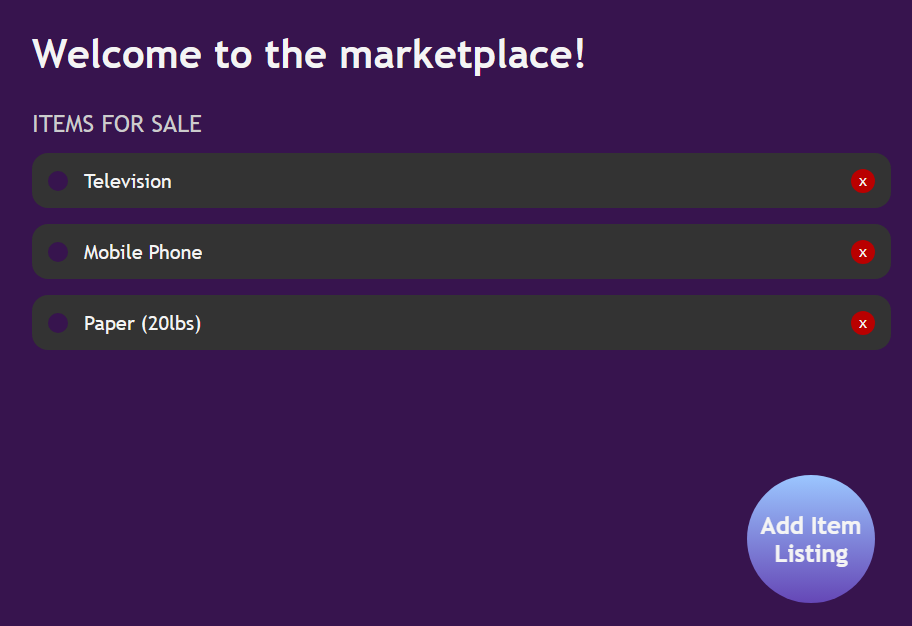 Welcome to the marketplace!
ITEMS FOR SALE
Television x
Mobile Phone x
Paper (20lbs) x
Add Item
Listing